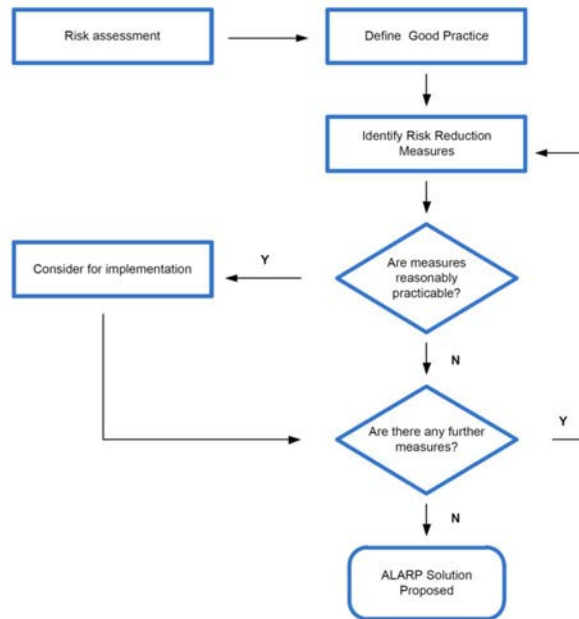 Risk assessment
Define Good Practice
Identify Risk Reduction
Measures
Consider for implementation
Y
Are measures
reasonably
practicable?
N
Are there any further
measures?
Y
N
ALARP Solution
Proposed